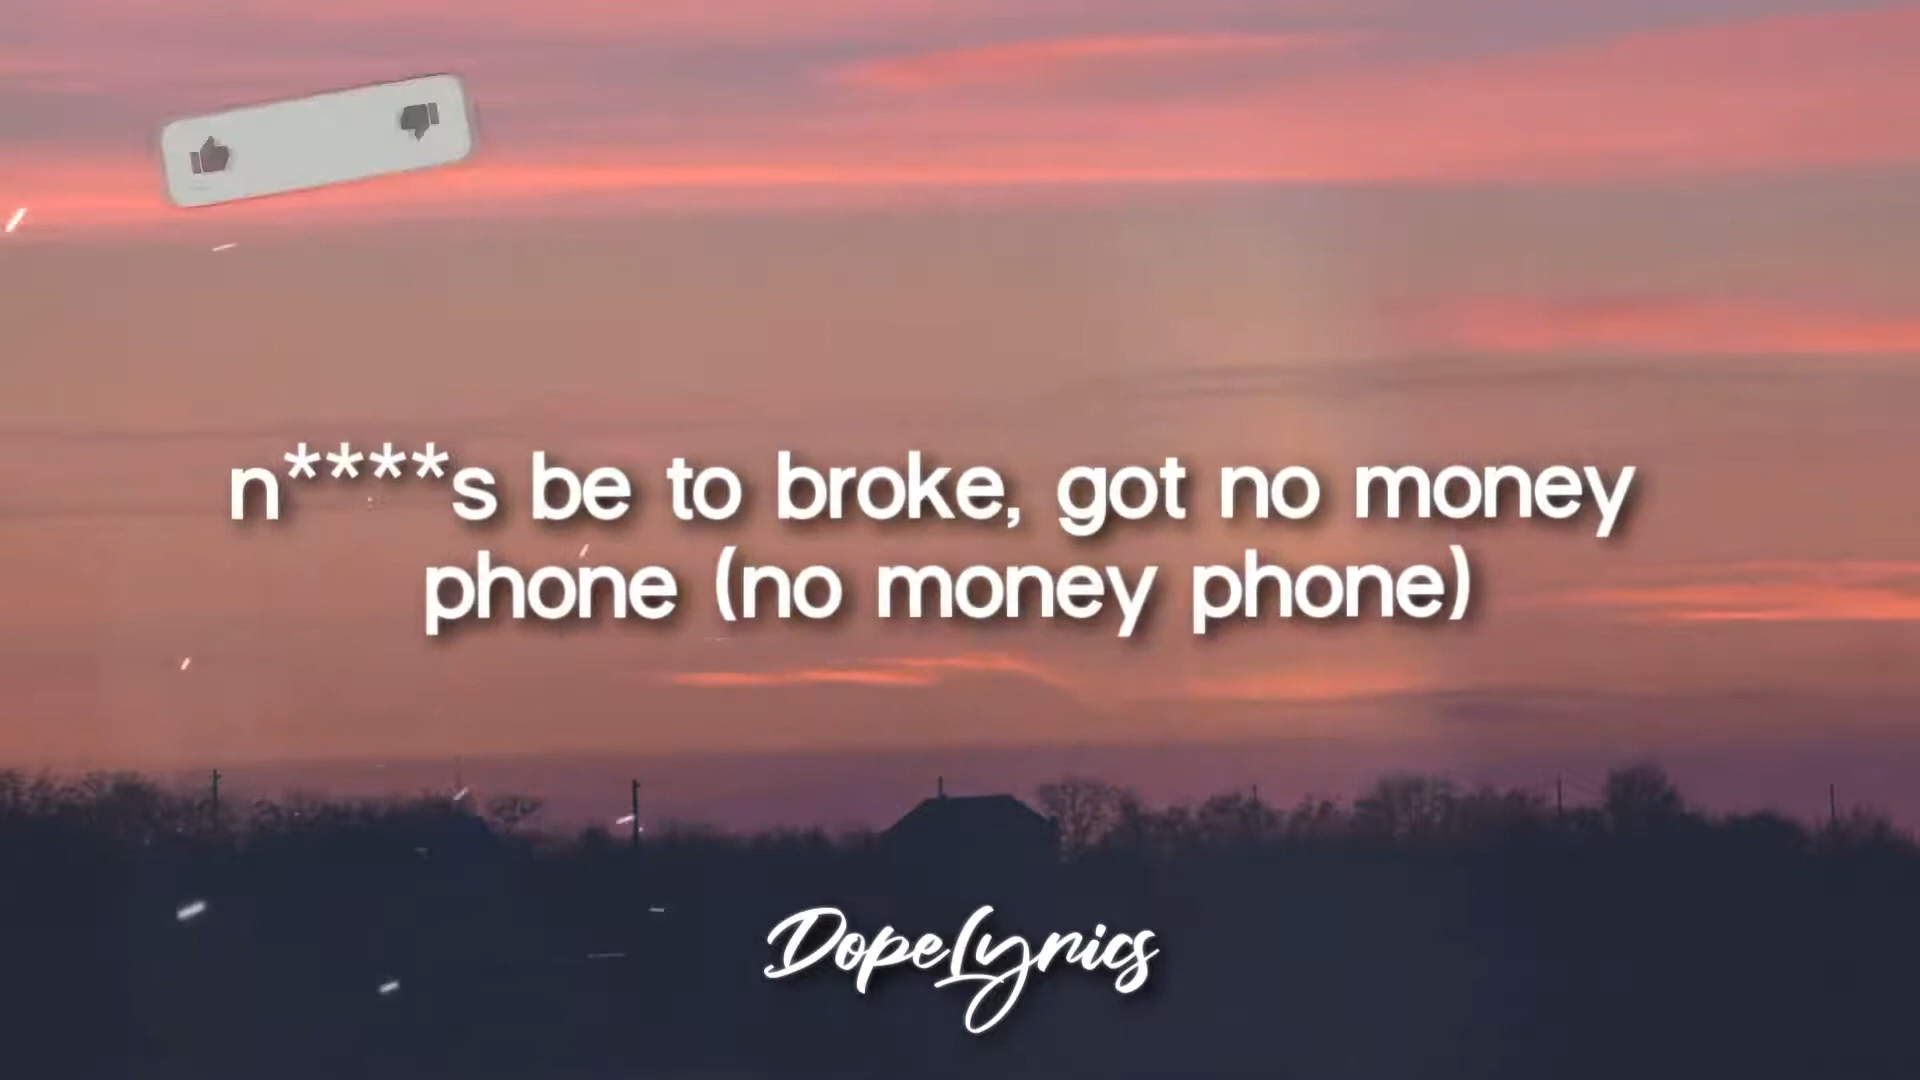 n****s be to broke, got no money
phone (no money phone)
DopeLyrics